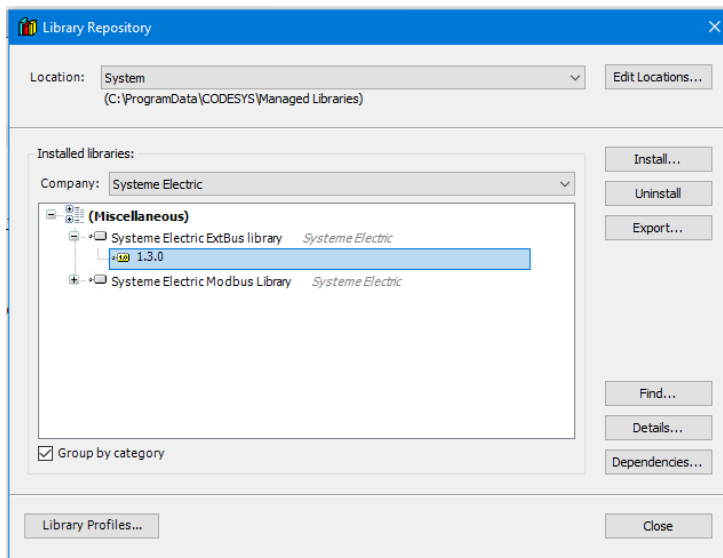 Library Repository
Location: System Edit Locations...
(C:\ProgramData\CODESYS\Managed Libraries)
Installed libraries:
Install...
Company: Systeme Electric
Uninstall
(Miscellaneous)
Export...
Systeme Electric ExtBus library Systeme Electric
1.3.0
Systeme Electric Modbus Library Systeme Electric
Find...
Details...
Group by category
Dependencies...
Library Profiles... Close